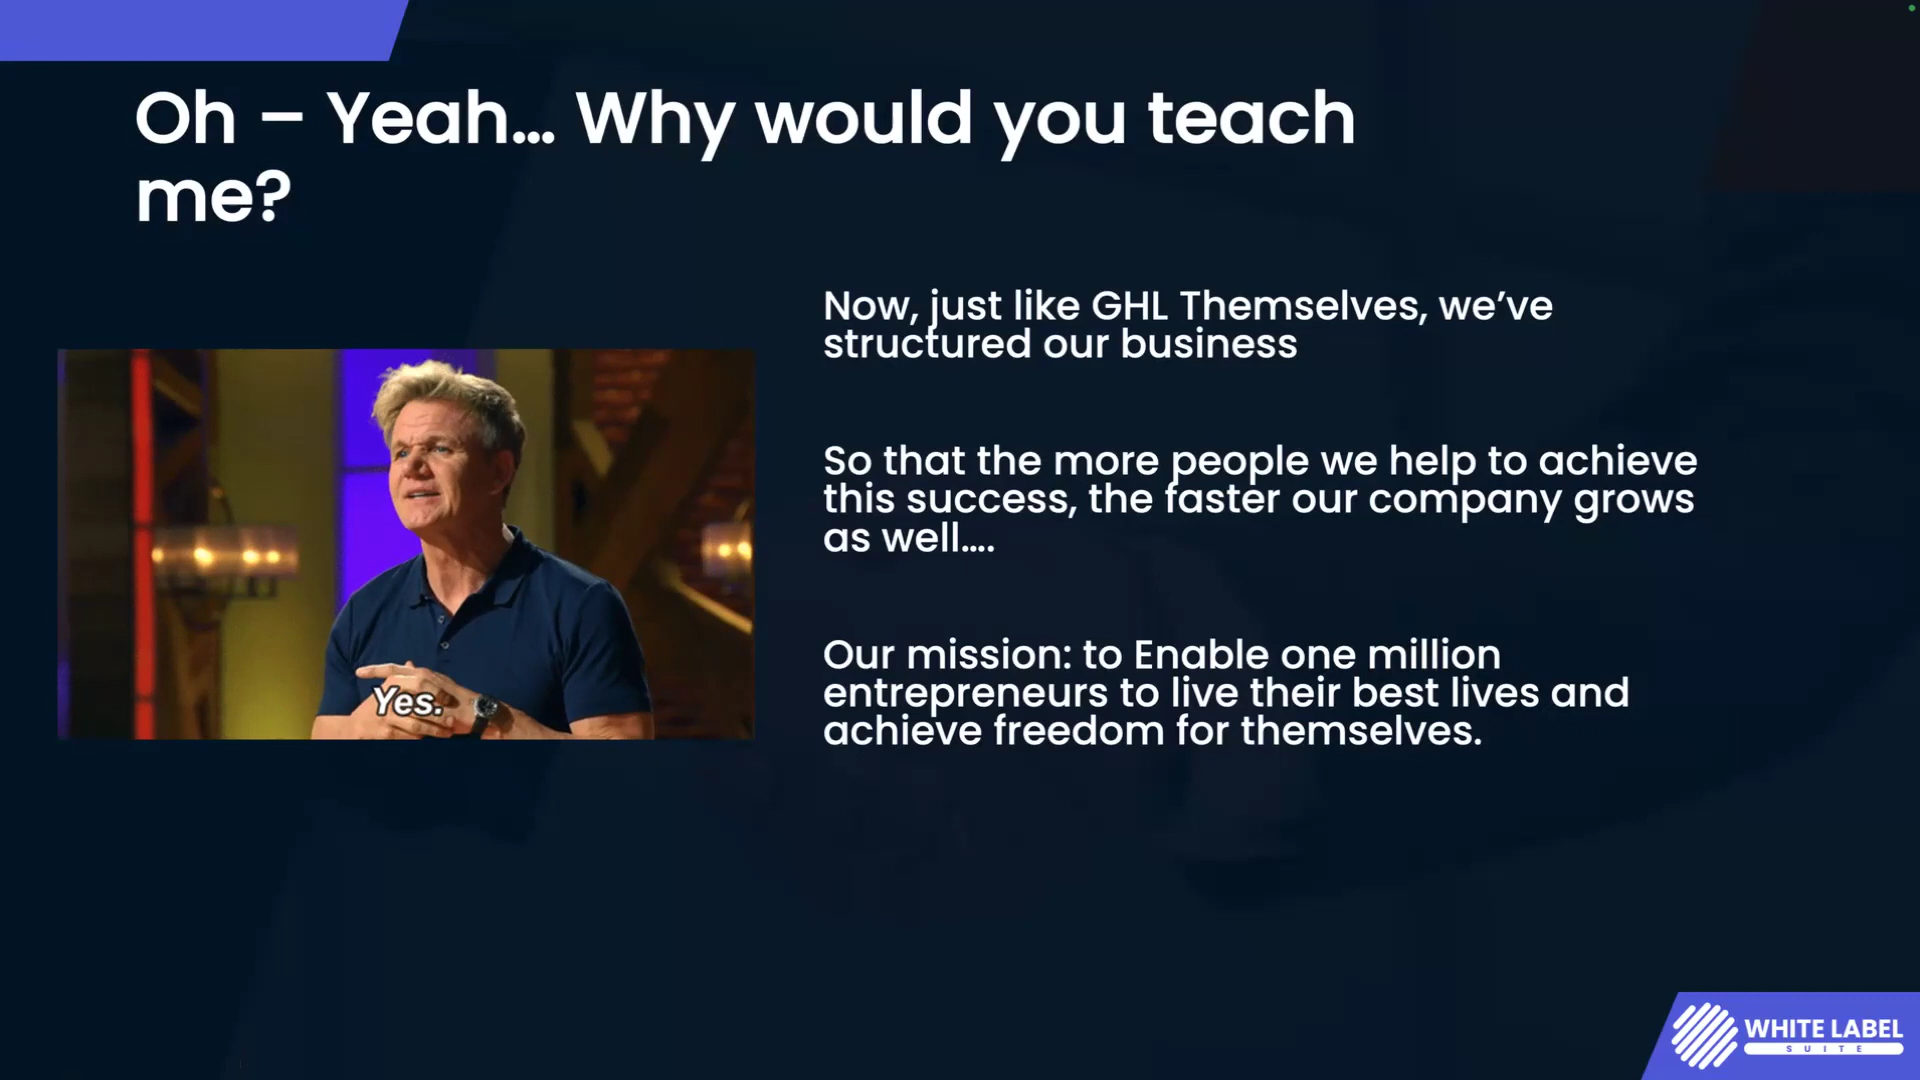 Oh – Yeah... Why would you teach
me?
Now, just like GHL Themselves, we’ve
structured our business
So that the more people we help to achieve
this success, the faster our company grows
as well....
Yes.
Our mission: to Enable one million
entrepreneurs to live their best lives and
achieve freedom for themselves.
WHITE LABEL
SUITE